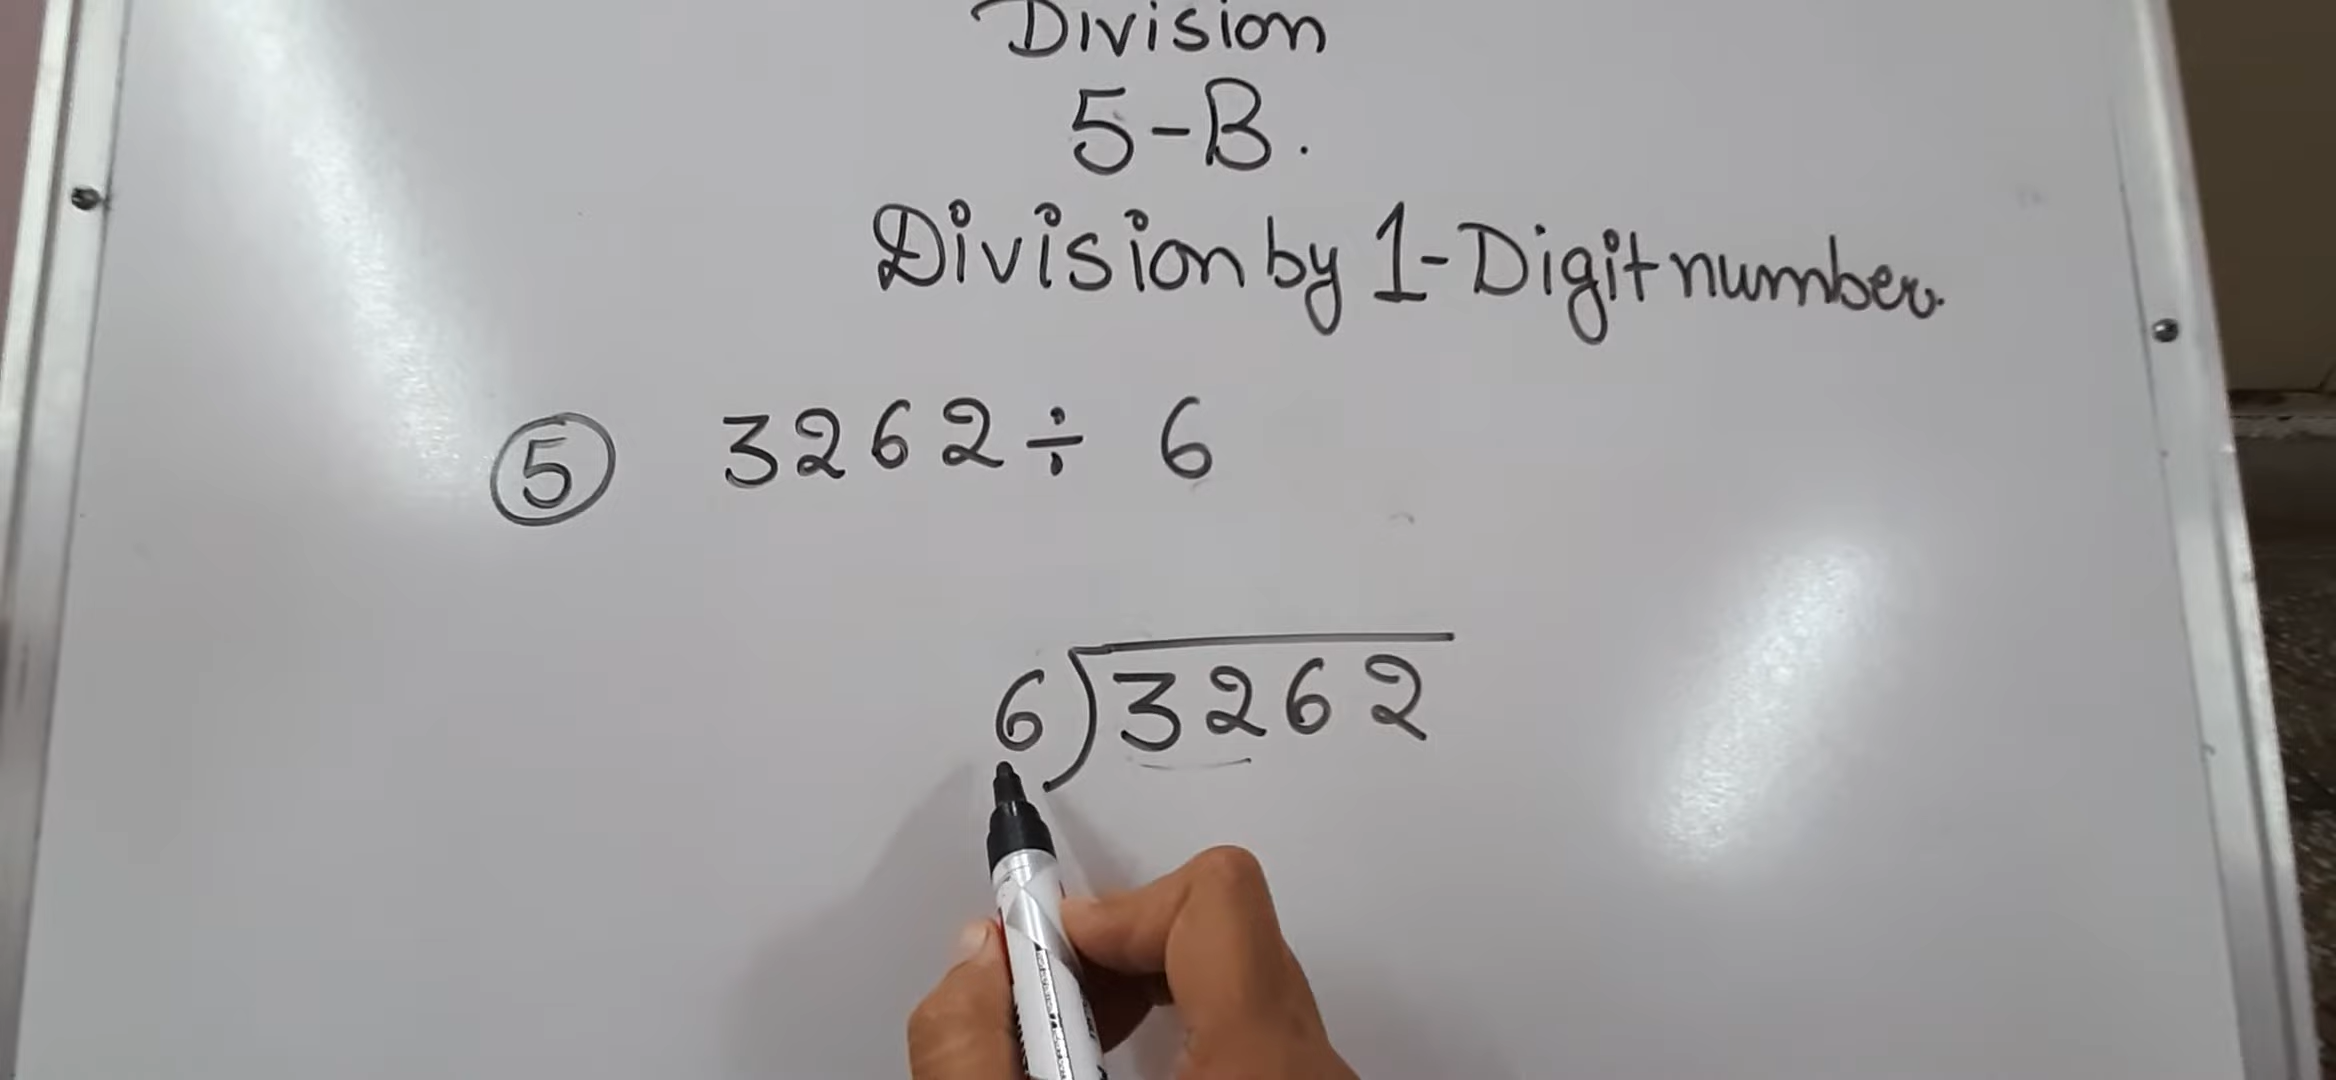 Division
5-B.
Division by 1-Digit number.
5 3262 ÷ 6
6)3262